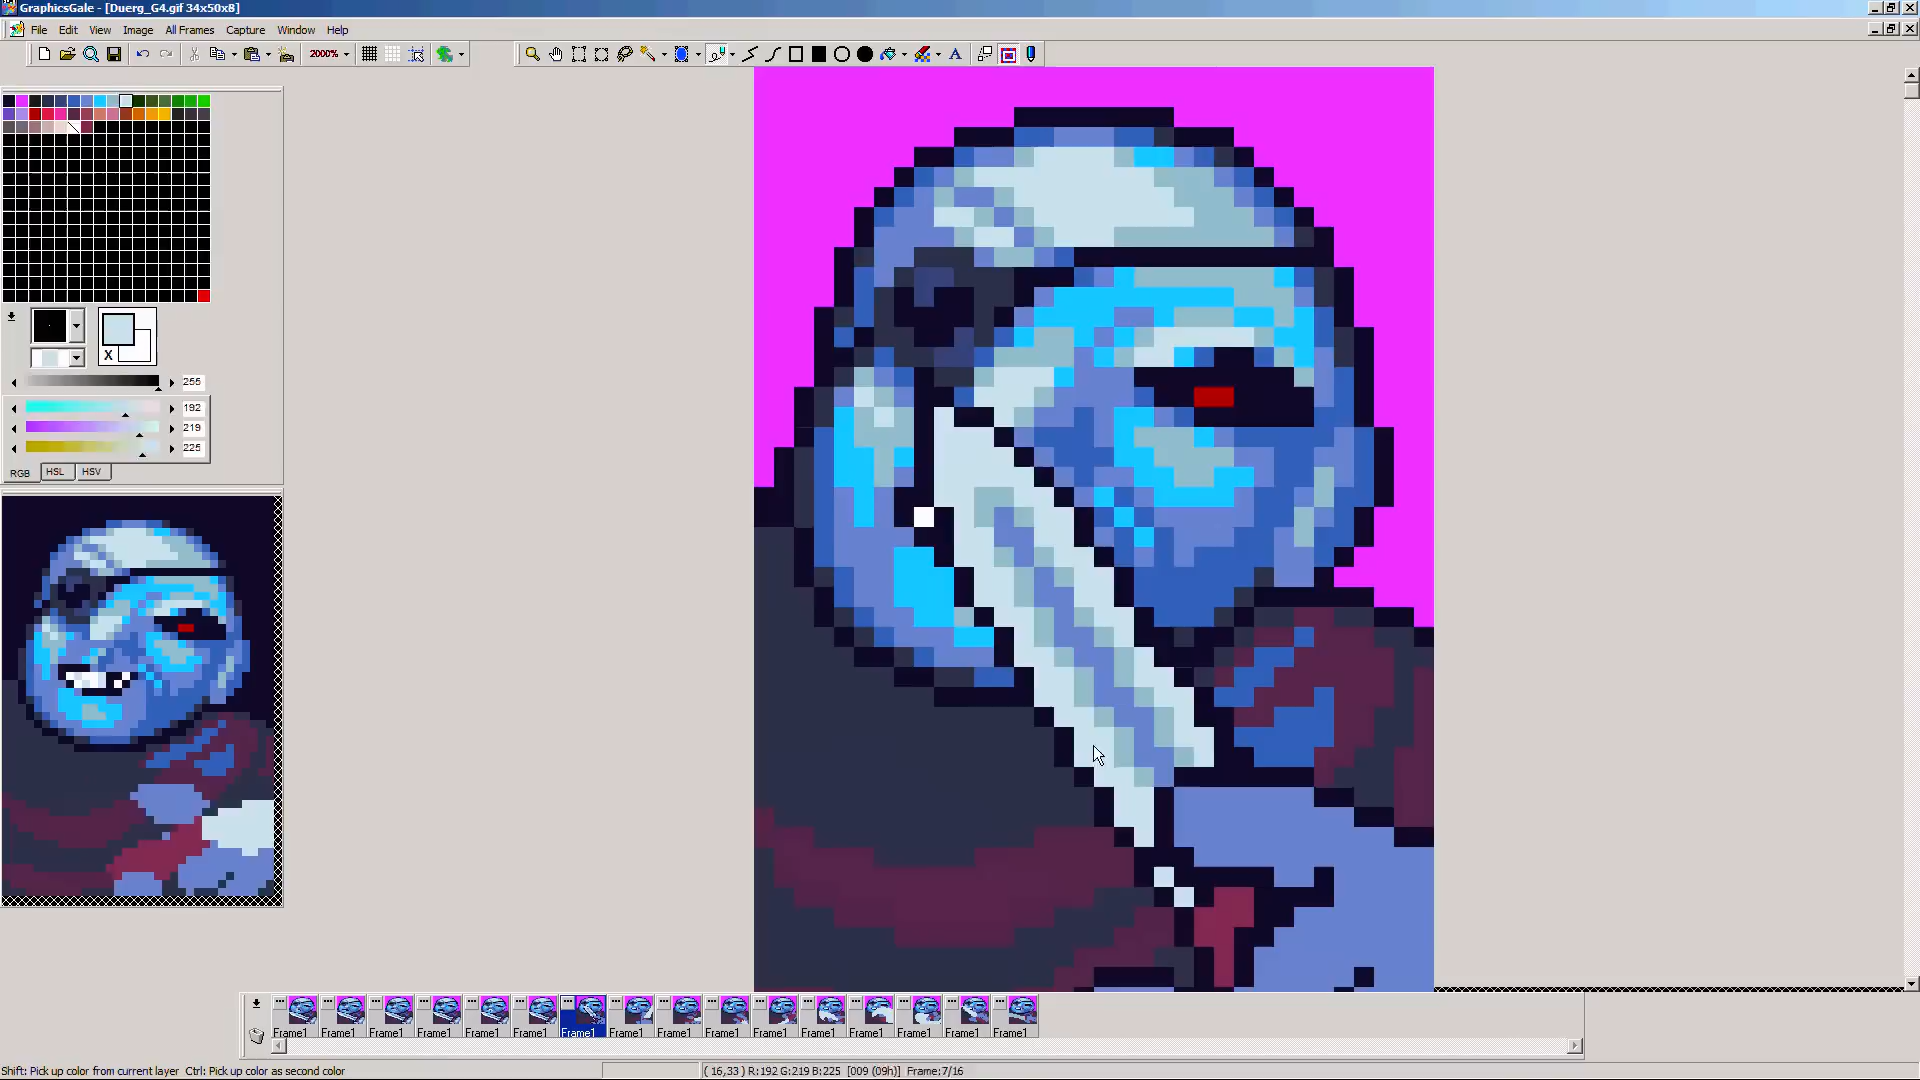 GraphicsGale - [Duerg_G4.gif 34x50x8]
File Edit View Image All Frames Capture Window Help
2000%
A
X
255
192
219
225
RGB HSL HSV
Frame1 Frame1 Frame1 Frame1 Frame1 Frame1 Frame1 Frame1 Frame1 Frame1 Frame1 Frame1 Frame1 Frame1 Frame1 Frame1
Shift: Pick up color from current layer Ctrl: Pick up color as second color
( 16,33 ) R:192 G:219 B:225 [009 (09h)] Frame;7/16